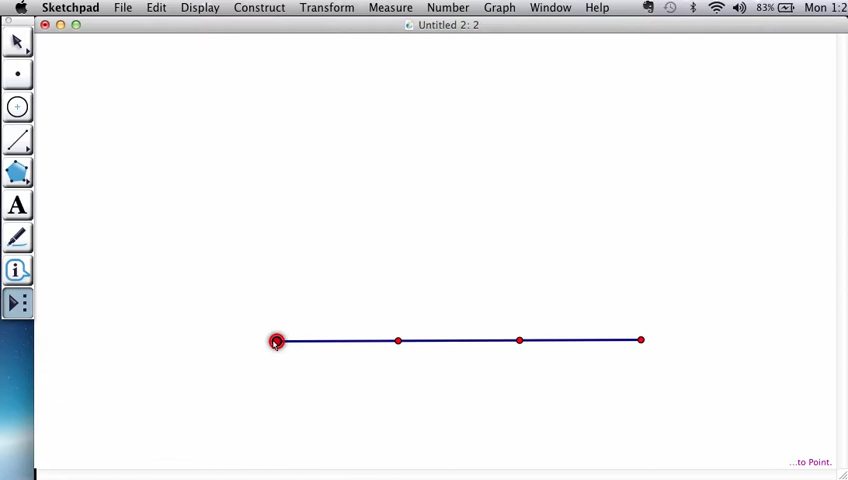 Sketchpad File Edit Display Construct Transform Measure Number Graph Window Help 83% Mon 1:2
Untitled 2: 2
A
...to Point.